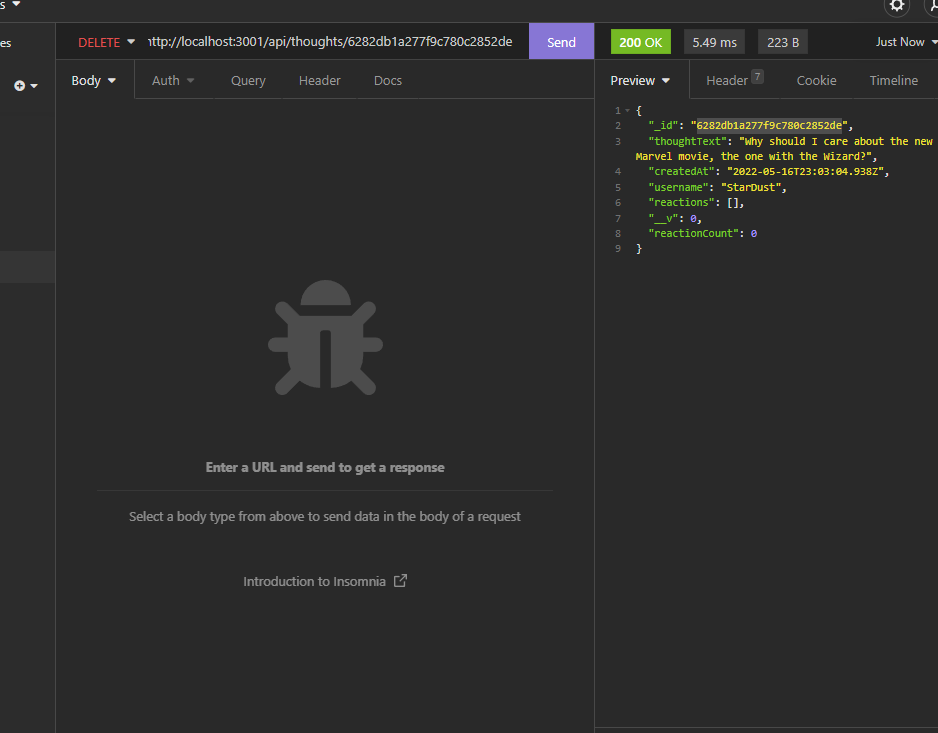 s
es
DELETE http://localhost:3001/api/thoughts/6282db1a277f9c780c2852de Send
200 OK 5.49 ms 223 B Just Now
Body Auth Query Header Docs
Preview Header 7 Cookie Timeline
1 {
2 "_id": "6282db1a277f9c780c2852de",
3 "thoughtText": "Why should I care about the new
Marvel movie, the one with the Wizard?",
4 "createdAt": "2022-05-16T23:03:04.938Z",
5 "username": "StarDust",
6 "reactions": [],
7 "__v": 0,
8 "reactionCount": 0
9 }
Enter a URL and send to get a response
Select a body type from above to send data in the body of a request
Introduction to Insomnia